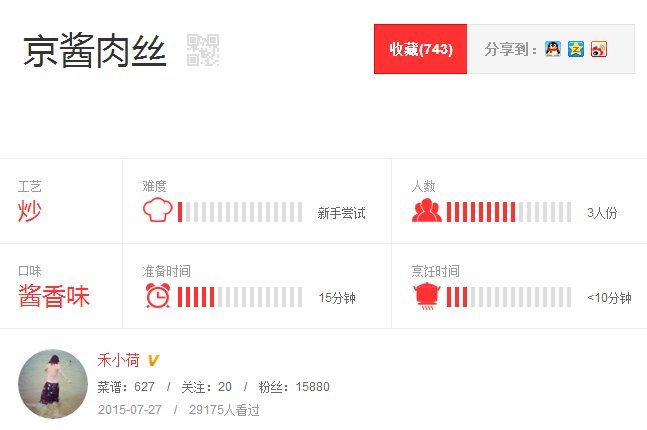 京酱肉丝
收藏(743)
分享到：
工艺
炒
难度
新手尝试
人数
3人份
口味
酱香味
准备时间
15分钟
烹饪时间
<10分钟
禾小荷 V
菜谱：627 / 关注：20 / 粉丝：15880
2015-07-27 / 29175人看过